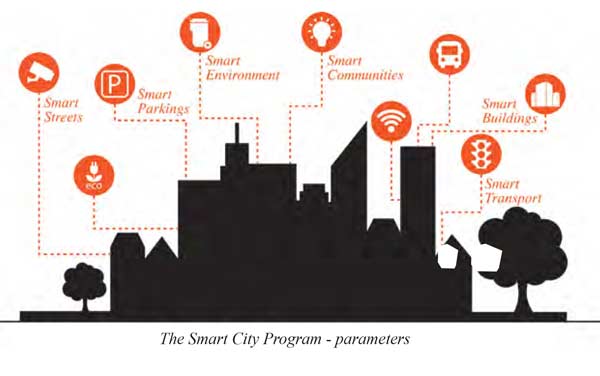 Smart
Environment
Smart
Communities
Smart
Streets
P
Smart
Parkings
Smart
Buildings
eco
Smart
Transport
The Smart City Program - parameters